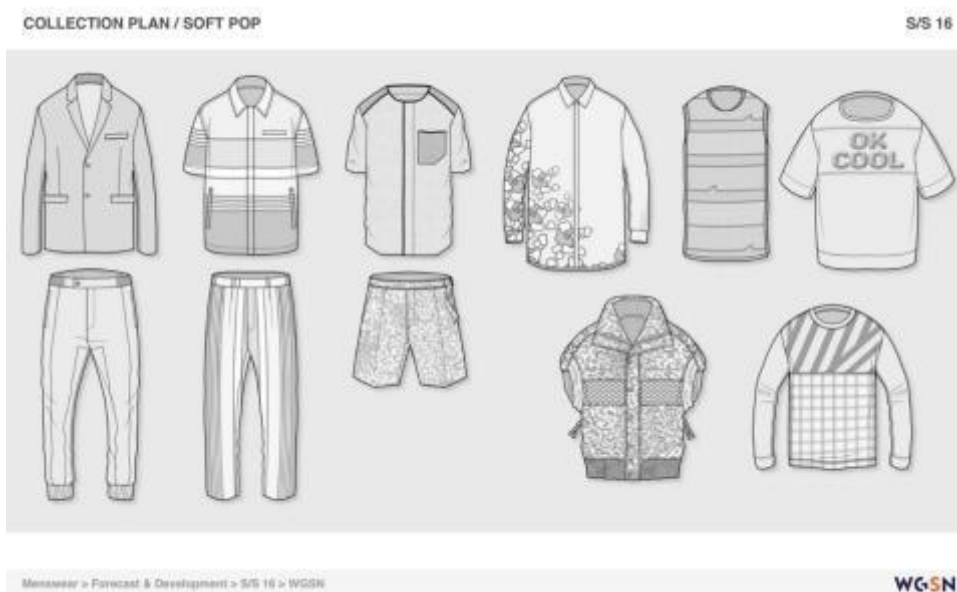 COLLECTION PLAN / SOFT POP
S/S 16
OK
COOL
Menswear > Forecast & Development > S/S 16 > WGSN
WGSN